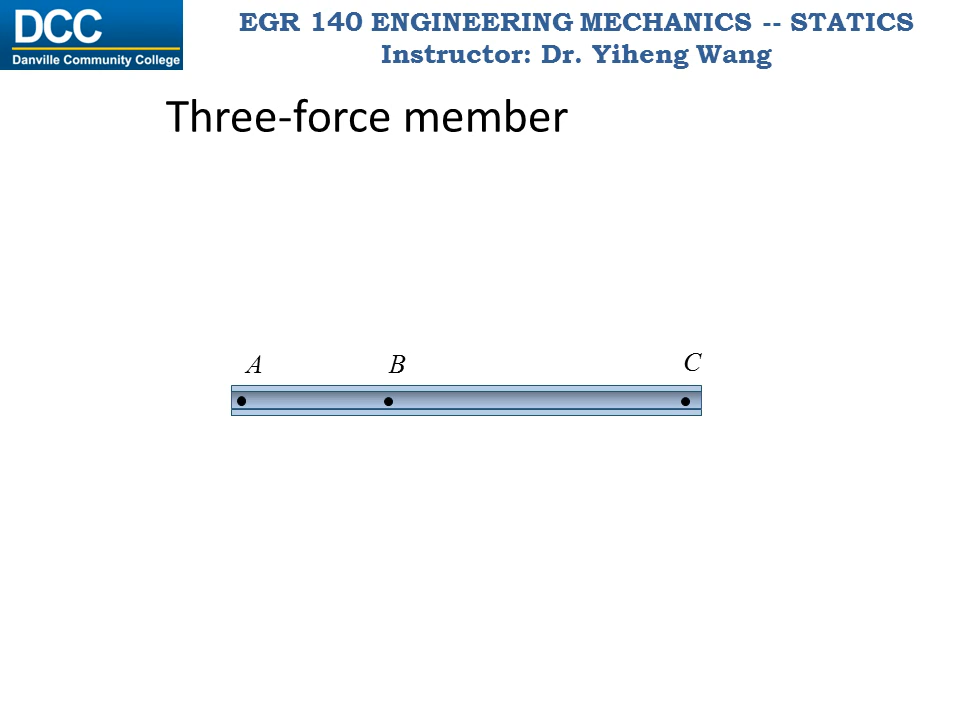 DCC
Danville Community College
EGR 140 ENGINEERING MECHANICS -- STATICS
Instructor: Dr. Yiheng Wang
Three-force member
A B C